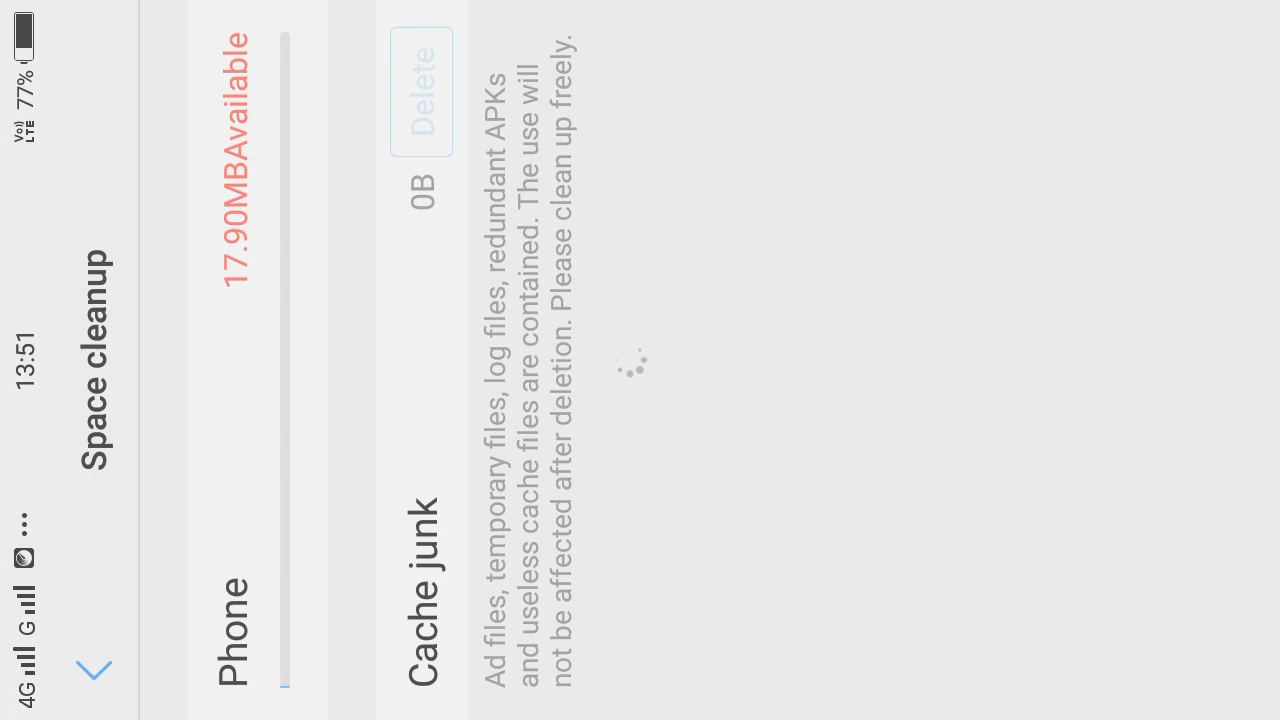 4G G ... 13:51 Vo)) LTE 77%
Space cleanup
Phone 17.90MBAvailable
Cache junk 0B Delete
Ad files, temporary files, log files, redundant APKs
and useless cache files are contained. The use will
not be affected after deletion. Please clean up freely.